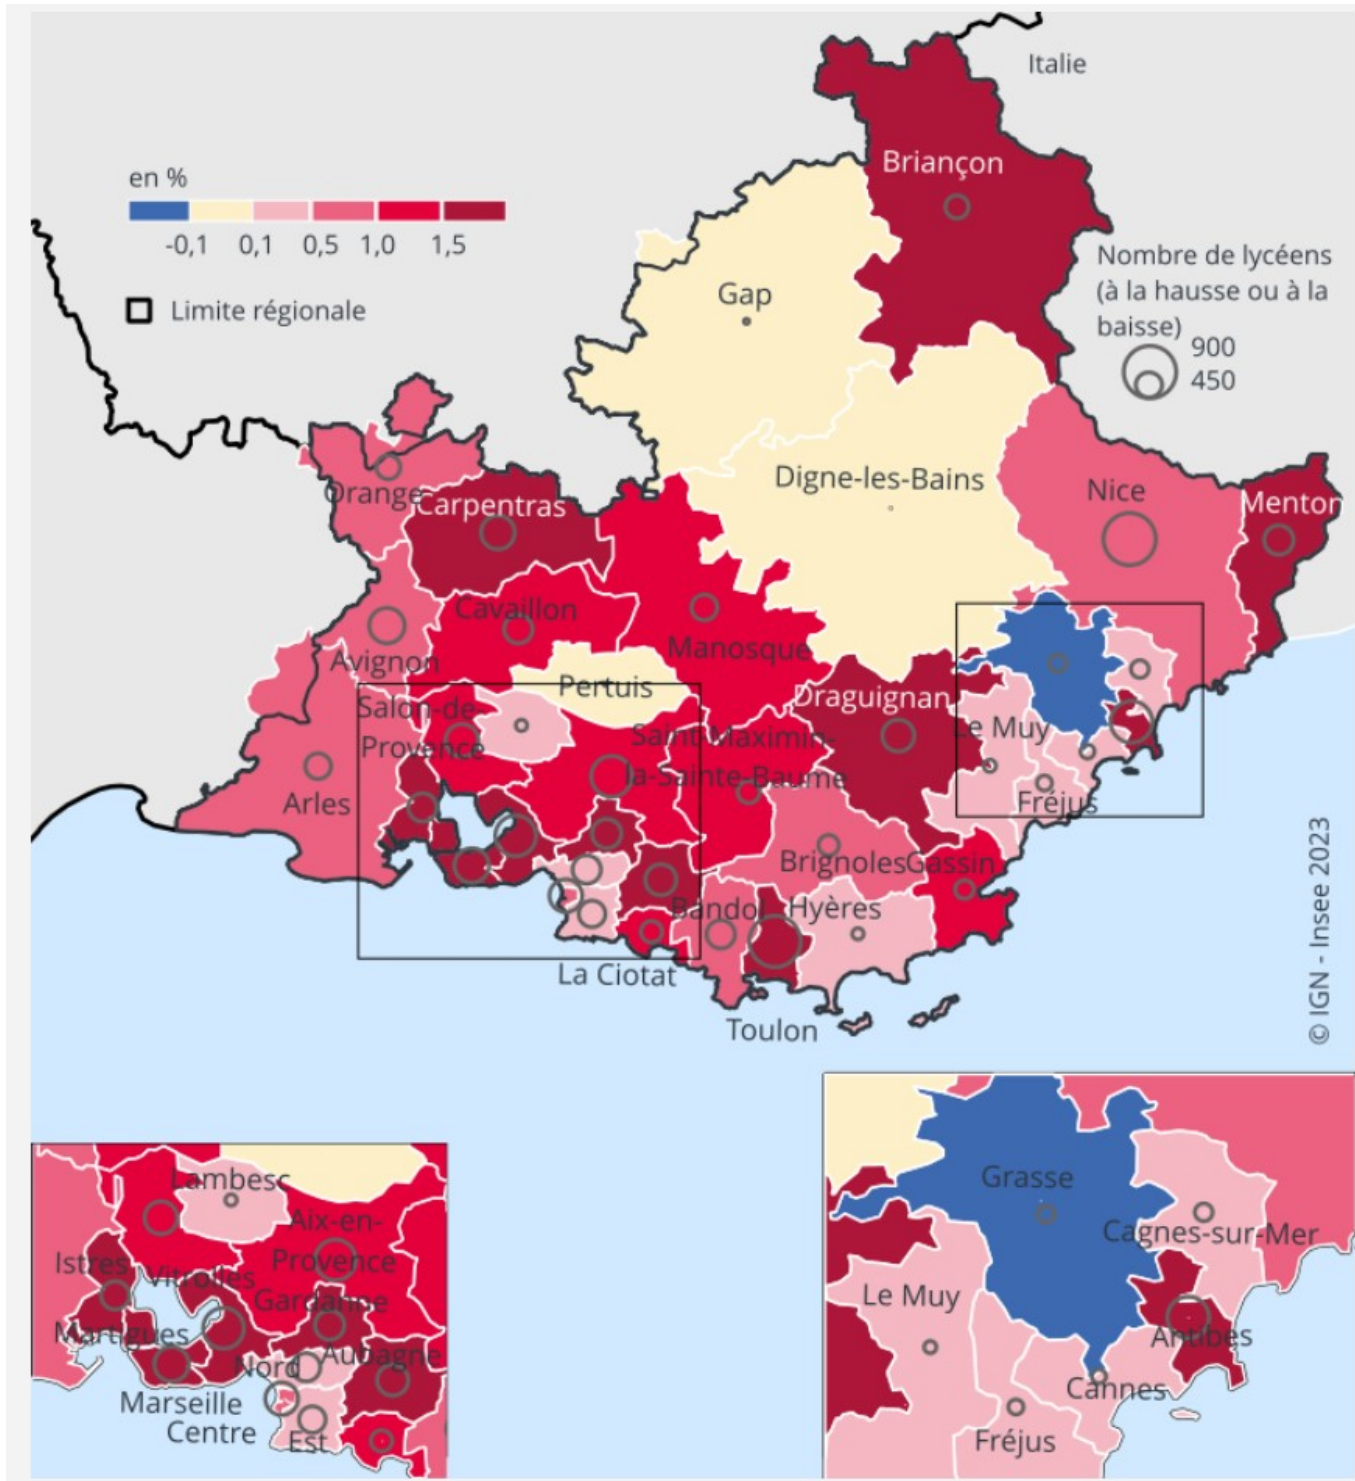 Italie
Briançon
en %
-0,1
0,1
0,5
1,0
1,5
Limite régionale
Nombre de lycéens
(à la hausse ou à la
baisse)
900
450
Gap
Digne-les-Bains
Nice
Menton
Orange
Carpentras
Cavaillon
Manosque
Avignon
Pertuis
Draguignan
Salon-de-
Provence
Saint-Maximin-
la-Sainte-Baume
Le Muy
Arles
Fréjus
Brignoles
Gassin
Bandol
Hyères
La Ciotat
Toulon
© IGN - Insee 2023
Lambesc
Aix-en-
Provence
Istres
Vitrolles
Gardanne
Martigues
Nord
Aubagne
Marseille
Centre
Est
Grasse
Cagnes-sur-Mer
Le Muy
Antibes
Cannes
Fréjus